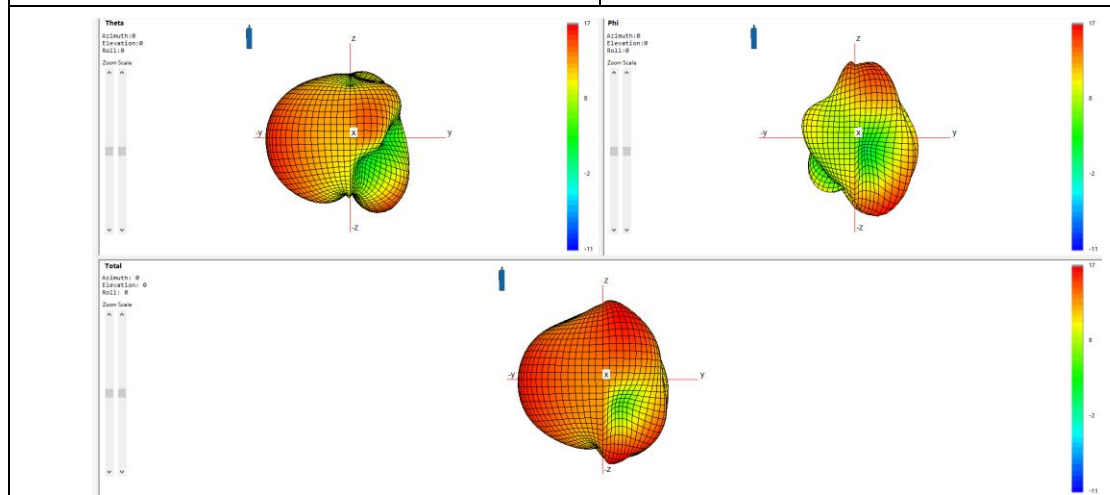 Theta
Azimuth:0
Elevation:0
Roll:0
Zoom Scale
z
-y
x
y
-z
17
8
-2
-11
Phi
Azimuth:0
Elevation:0
Roll:0
Zoom Scale
z
-y
x
y
-z
17
8
-2
-11
Total
Azimuth: 0
Elevation: 0
Roll: 0
Zoom Scale
z
-y
x
y
-z
17
8
-2
-11